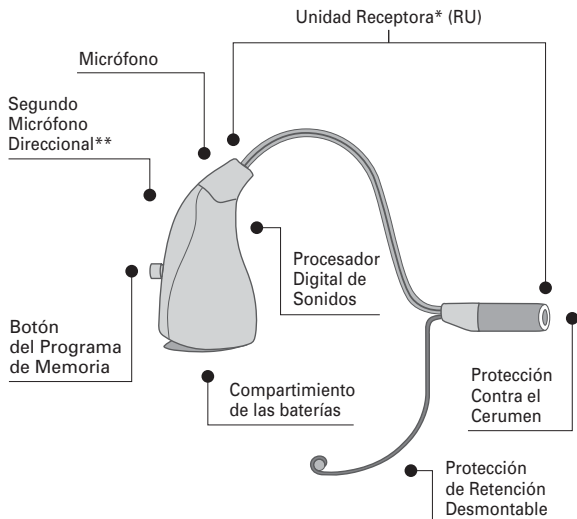 Unidad Receptora* (RU)
Micrófono
Segundo
Micrófono
Direccional**
Procesador
Digital de
Sonidos
Botón
del Programa
de Memoria
Compartimiento
de las baterías
Protección
Contra el
Cerumen
Protección
de Retención
Desmontable